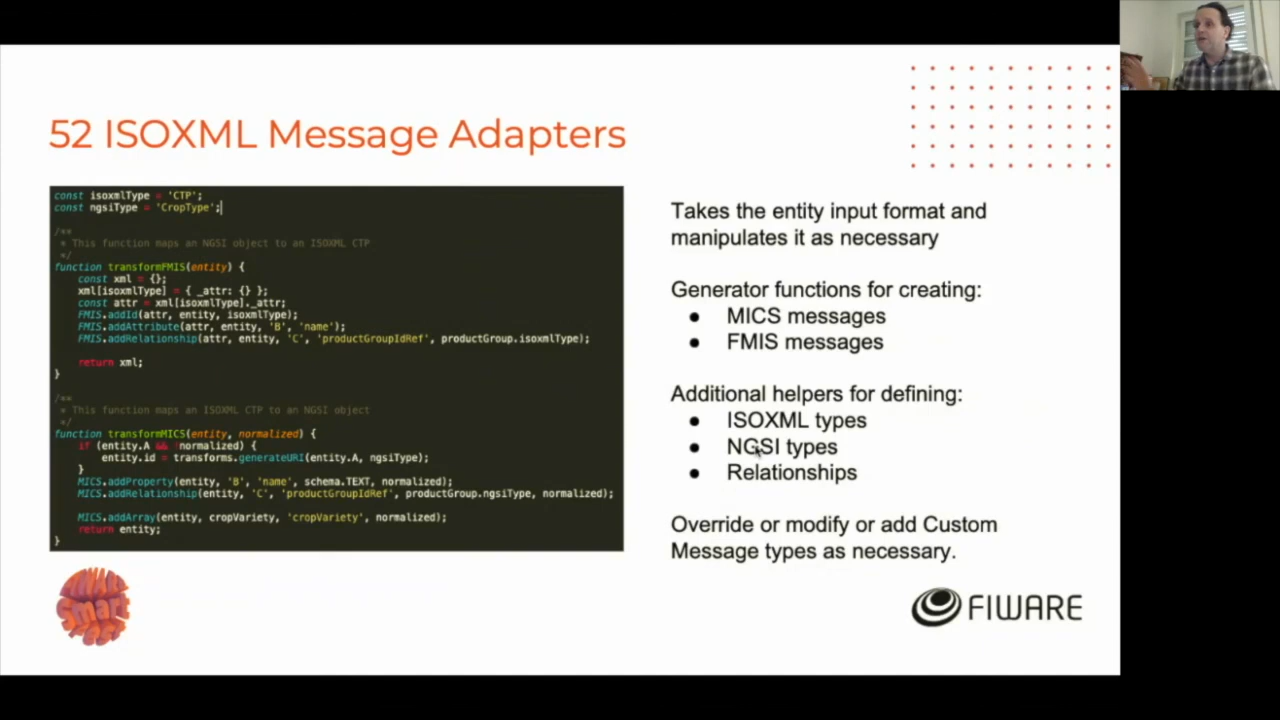 52 ISOXML Message Adapters
const isoxmlType = 'CTP';
const ngsiType = 'CropType';
/**
* This function maps an NGSI object to an ISOXML CTP
*/
function transformFMIS(entity) {
const xml = {};
xml[isoxmlType] = { _attr: {} };
const attr = xml[isoxmlType]._attr;
FMIS.addId(attr, entity, isoxmlType);
FMIS.addAttribute(attr, entity, 'B', 'name');
FMIS.addRelationship(attr, entity, 'C', 'productGroupIdRef', productGroup.isoxmlType);
return xml;
}
/**
* This function maps an ISOXML CTP to an NGSI object
*/
function transformMICS(entity, normalized) {
if (entity.A && !normalized) {
entity.id = transforms.generateURI(entity.A, ngsiType);
}
MICS.addProperty(entity, 'B', 'name', schema.TEXT, normalized);
MICS.addRelationship(entity, 'C', 'productGroupIdRef', productGroup.ngsiType, normalized);
MICS.addArray(entity, cropVariety, 'cropVariety', normalized);
return entity;
}
Takes the entity input format and
manipulates it as necessary
Generator functions for creating:
● MICS messages
● FMIS messages
Additional helpers for defining:
● ISOXML types
● NGSI types
● Relationships
Override or modify or add Custom
Message types as necessary.
Smart
FIWARE